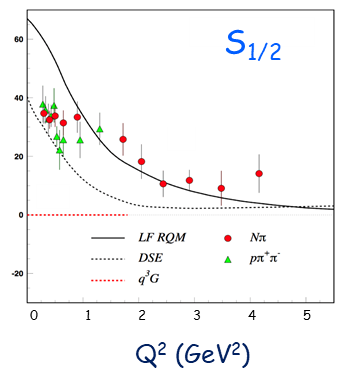 S1/2
60
40
20
0
-20
LF RQM
Nπ
DSE
pπ⁺π⁻
q³G
0 1 2 3 4 5
Q² (GeV²)